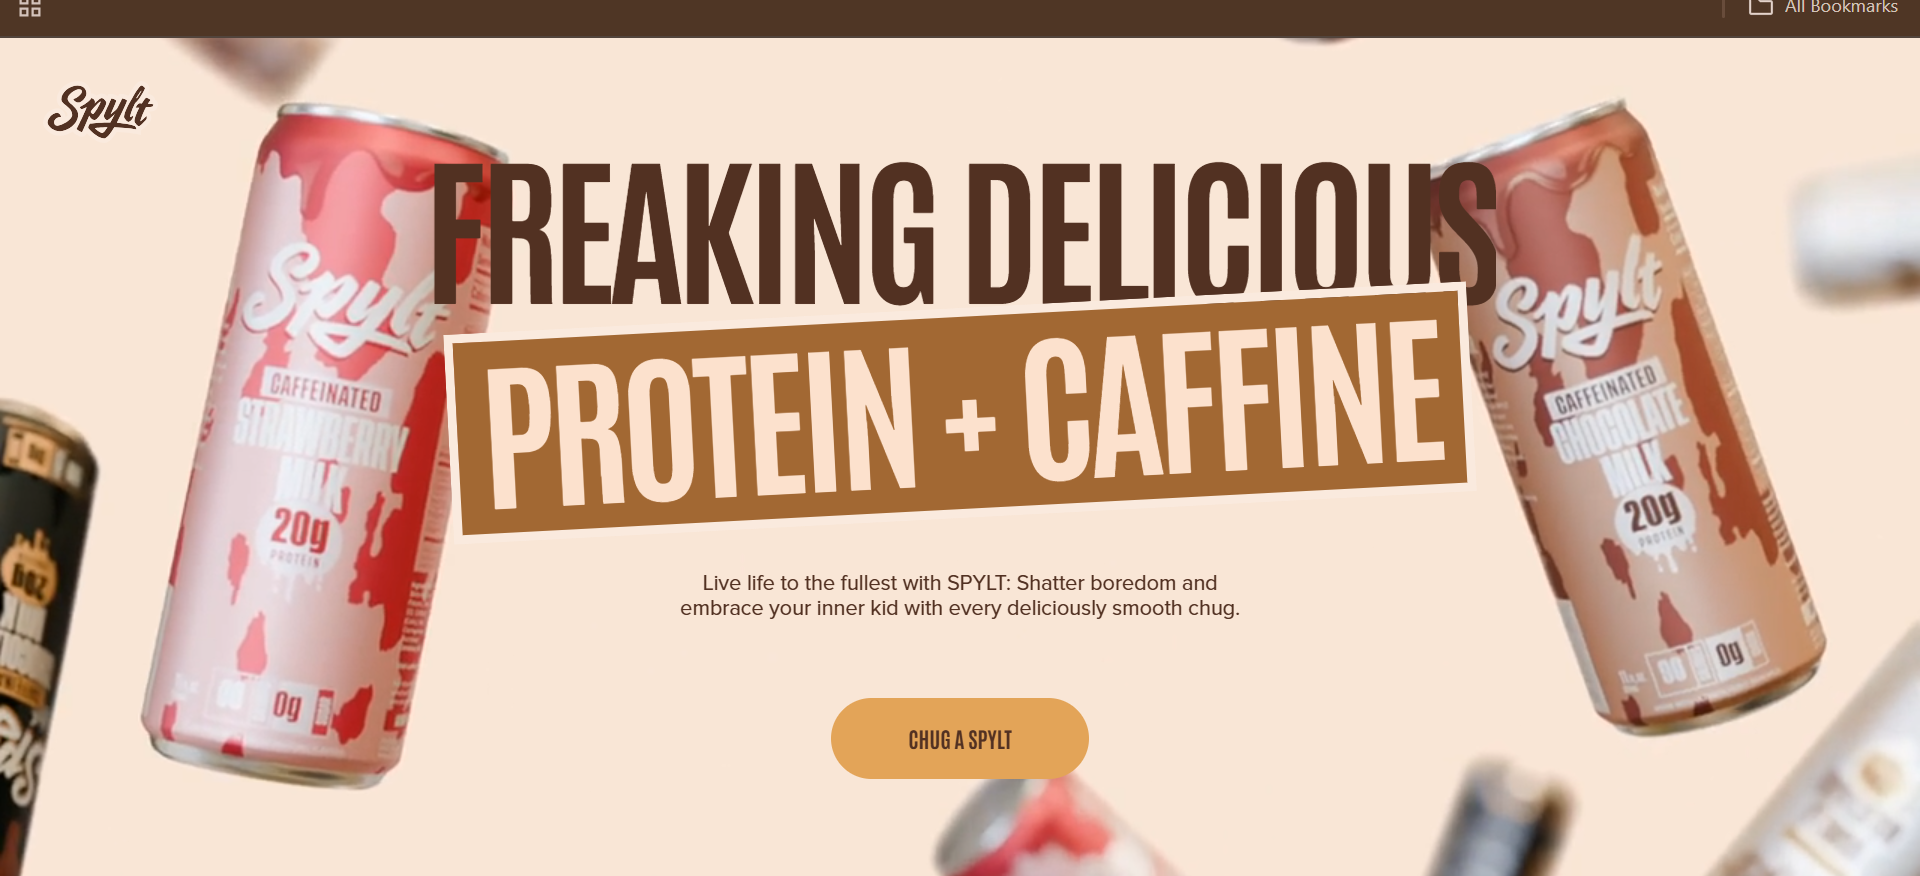 All Bookmarks
Spylt
FREAKING DELICIOUS
PROTEIN + CAFFINE
Spylt
CAFFEINATED
STRAWBERRY
MILK
20g
PROTEIN
0g
Spylt
CAFFEINATED
CHOCOLATE
MILK
20g
PROTEIN
0g
Live life to the fullest with SPYLT: Shatter boredom and
embrace your inner kid with every deliciously smooth chug.
CHUG A SPYLT